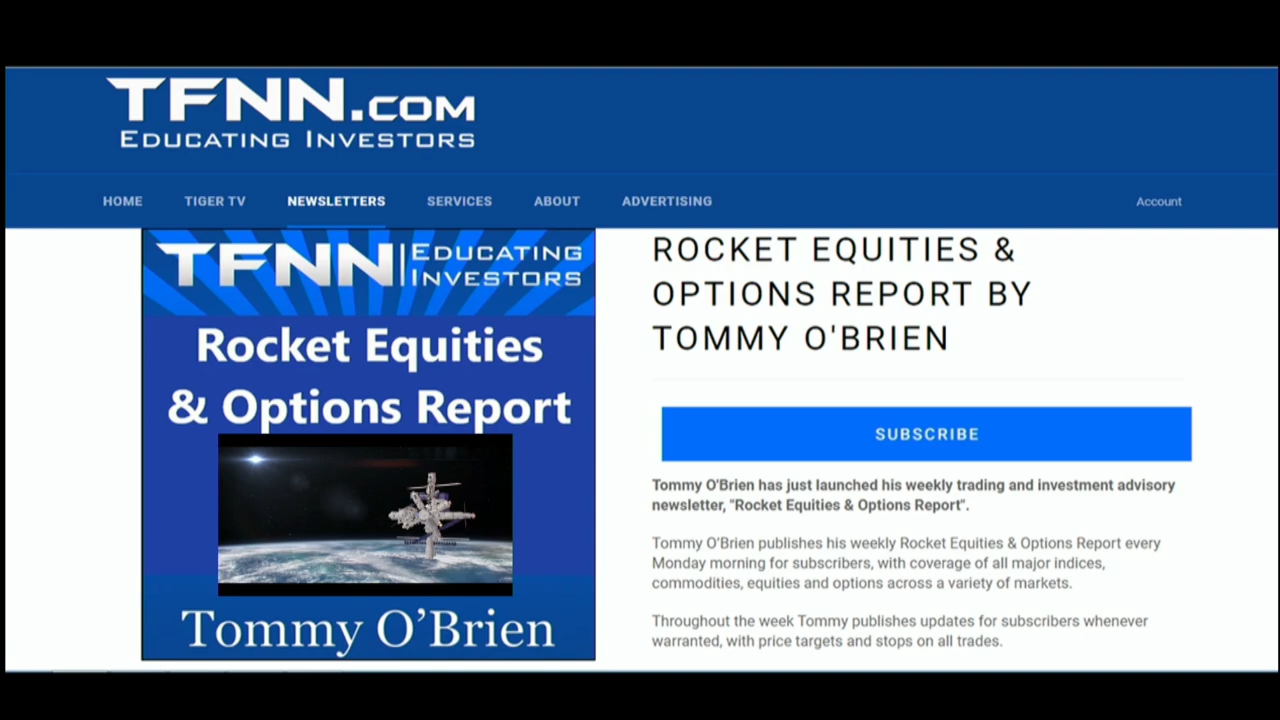 TFNN.COM
EDUCATING INVESTORS
HOME TIGER TV NEWSLETTERS SERVICES ABOUT ADVERTISING Account
TFNN EDUCATING
INVESTORS
Rocket Equities
& Options Report
Tommy O’Brien
ROCKET EQUITIES &
OPTIONS REPORT BY
TOMMY O'BRIEN
SUBSCRIBE
Tommy O'Brien has just launched his weekly trading and investment advisory
newsletter, "Rocket Equities & Options Report".
Tommy O'Brien publishes his weekly Rocket Equities & Options Report every
Monday morning for subscribers, with coverage of all major indices,
commodities, equities and options across a variety of markets.
Throughout the week Tommy publishes updates for subscribers whenever
warranted, with price targets and stops on all trades.